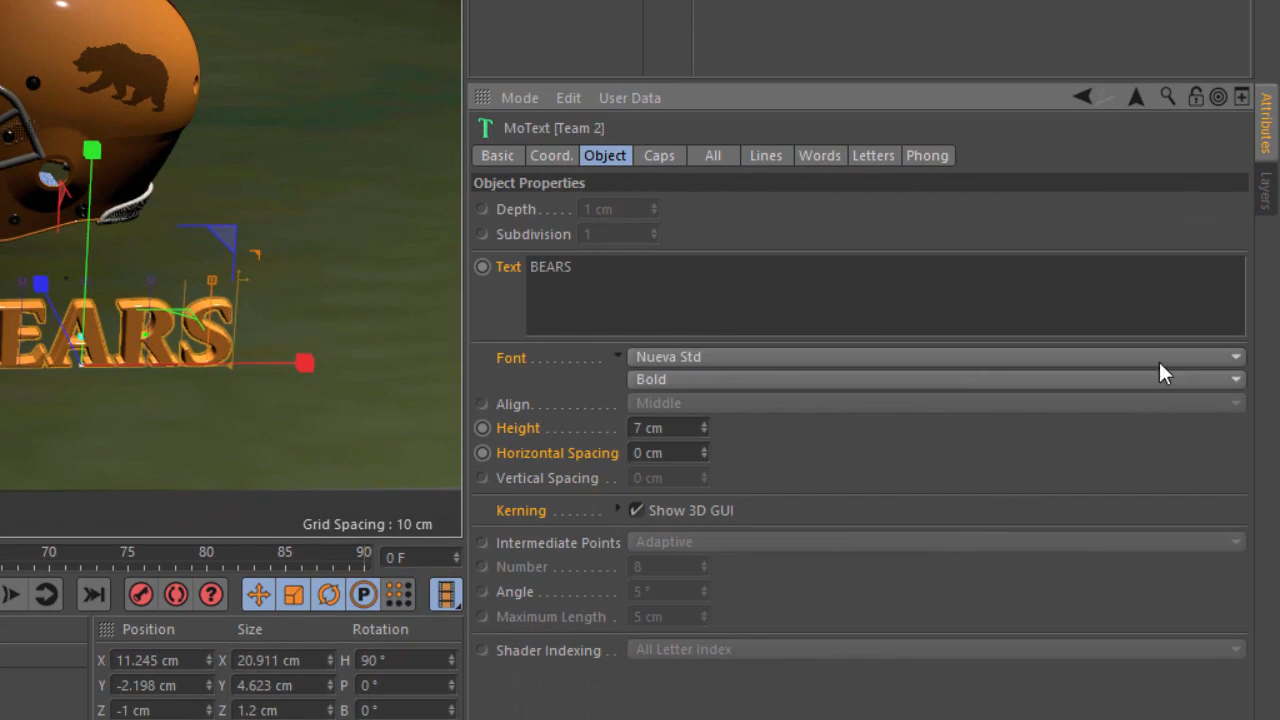 Mode Edit User Data
MoText [Team 2]
Basic Coord. Object Caps All Lines Words Letters Phong
Attributes
Layers
Object Properties
Depth..... 1 cm
Subdivision 1
Text BEARS
Font.......... Nueva Std
Bold
Align........... Middle
Height.......... 7 cm
Horizontal Spacing 0 cm
Vertical Spacing .. 0 cm
Kerning ....... Show 3D GUI
Intermediate Points Adaptive
Number........ 8
Angle.......... 5 °
Maximum Length . 5 cm
Shader Indexing.. All Letter Index
EARS
Grid Spacing : 10 cm
70 75 80 85 90 0 F
P
Position Size Rotation
X 11.245 cm X 20.911 cm H 90 °
Y -2.198 cm Y 4.623 cm P 0 °
Z -1 cm Z 1.2 cm B 0 °